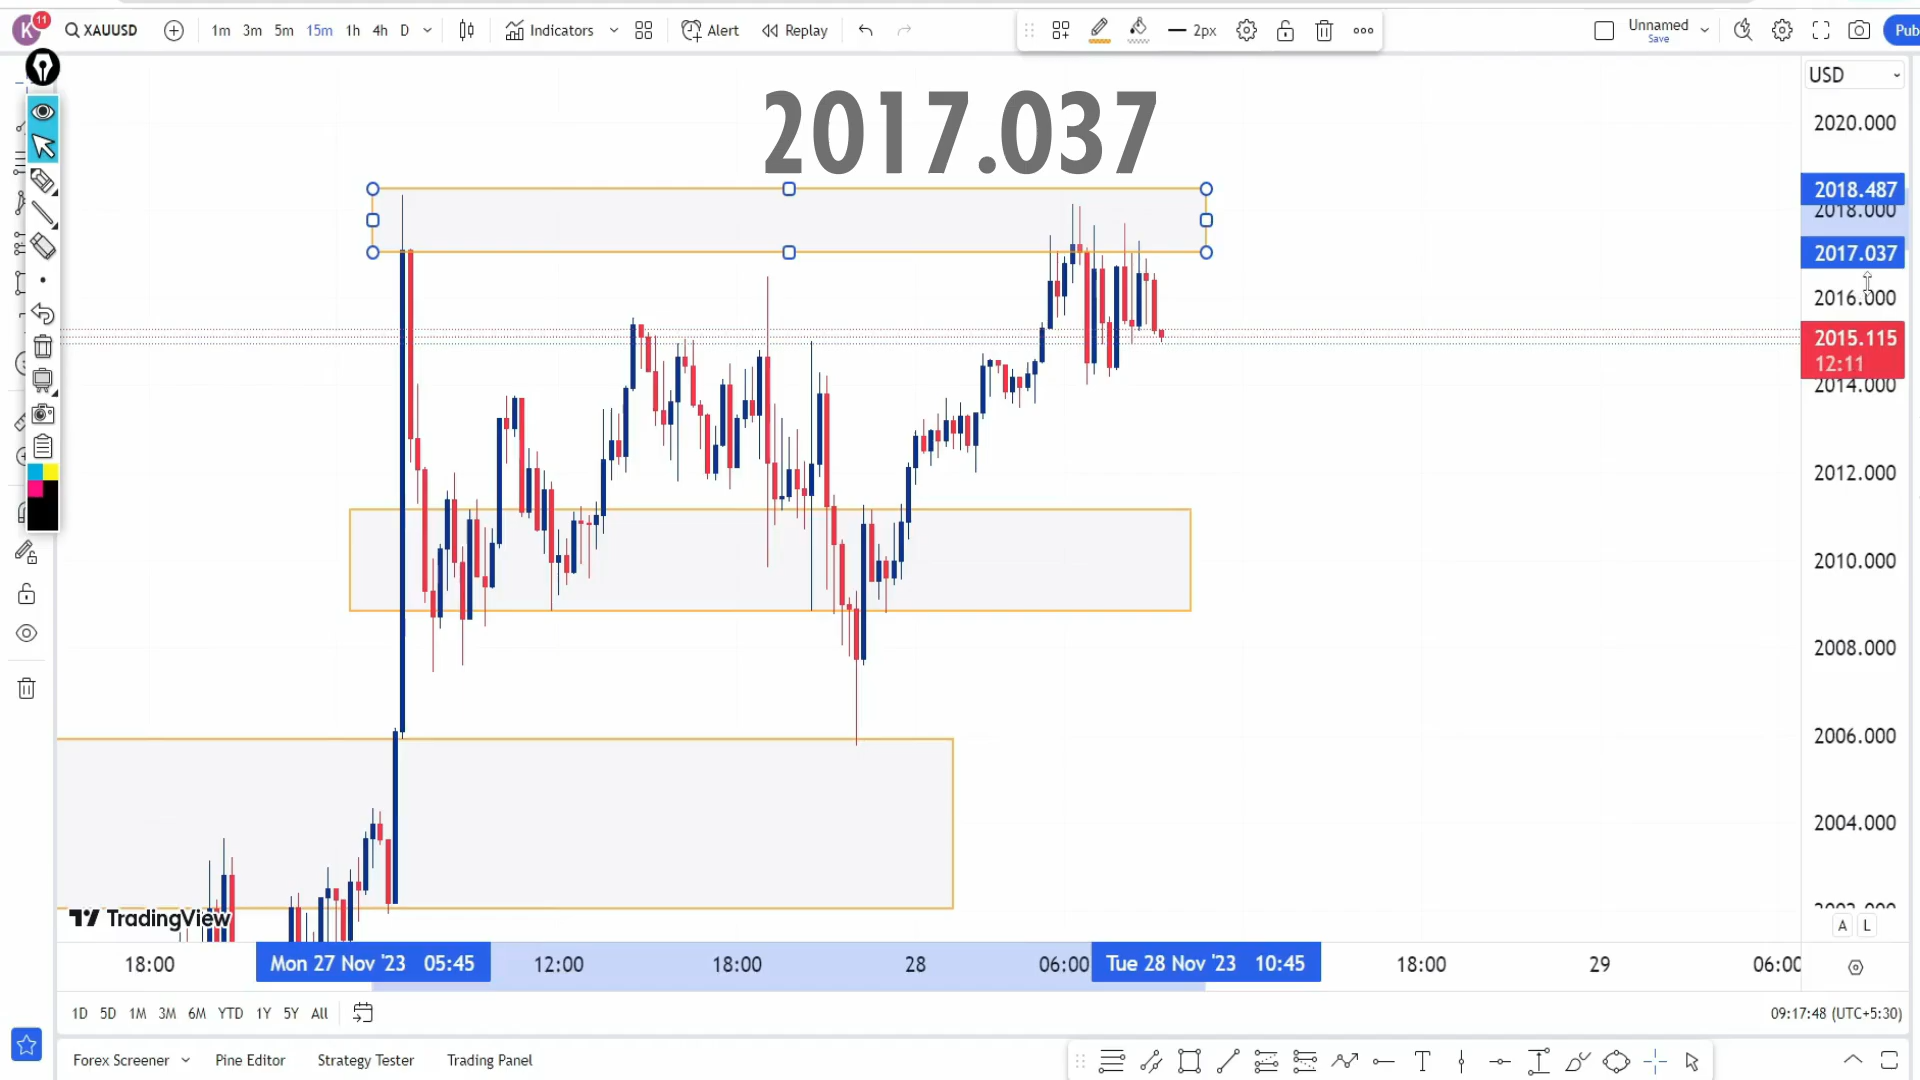 K 11 XAUUSD 1m 3m 5m 15m 1h 4h D Indicators Alert Replay 2px Unnamed Save Pub
USD
2017.037
2020.000
2018.487
2018.000
2017.037
2016.000
2015.115
12:11
2014.000
2012.000
2010.000
2008.000
2006.000
2004.000
TradingView
A L
18:00 Mon 27 Nov '23 05:45 12:00 18:00 28 06:00 Tue 28 Nov '23 10:45 18:00 29 06:00
1D 5D 1M 3M 6M YTD 1Y 5Y All 09:17:48 (UTC+5:30)
Forex Screener Pine Editor Strategy Tester Trading Panel